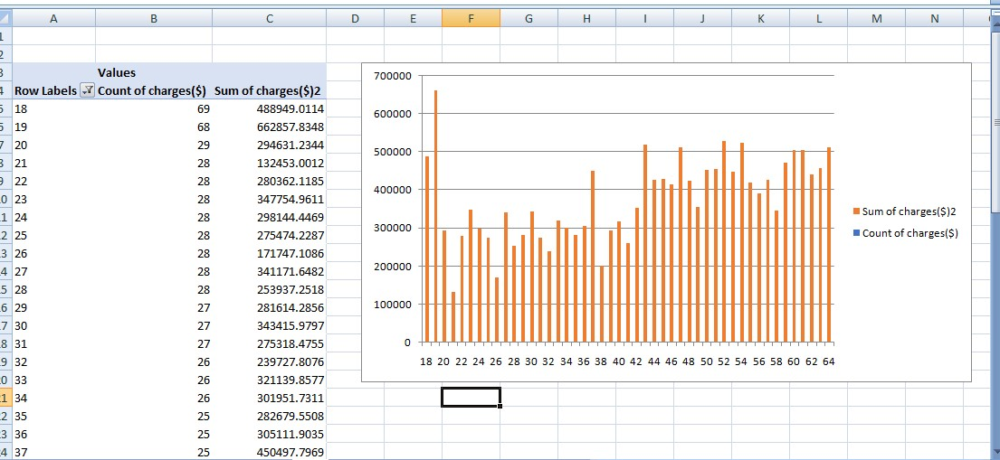 A B C D E F G H I J K L M N
1
2
3 Values
4 Row Labels Count of charges($) Sum of charges($)2
5 18 69 488949.0114
6 19 68 662857.8348
7 20 29 294631.2344
8 21 28 132453.0012
9 22 28 280362.1185
0 23 28 347754.9611
1 24 28 298144.4469
2 25 28 275474.2287
3 26 28 171747.1086
4 27 28 341171.6482
5 28 28 253937.2518
6 29 27 281614.2856
7 30 27 343415.9797
8 31 27 275318.4755
9 32 26 239727.8076
0 33 26 321139.8577
1 34 26 301951.7311
2 35 25 282679.5508
3 36 25 305111.9035
4 37 25 450497.7969
700000
600000
500000
400000
300000
200000
100000
0
18 20 22 24 26 28 30 32 34 36 38 40 42 44 46 48 50 52 54 56 58 60 62 64
Sum of charges($)2
Count of charges($)